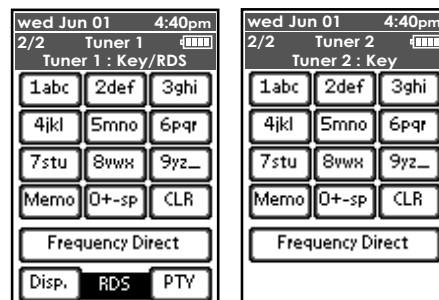 wed Jun 01 4:40pm
2/2 Tuner 1
Tuner 1 : Key/RDS
1abc 2def 3ghi
4jkl 5mno 6pqr
7stu 8vwx 9yz_
Memo 0+-sp CLR
Frequency Direct
Disp. RDS PTY
wed Jun 01 4:40pm
2/2 Tuner 2
Tuner 2 : Key
1abc 2def 3ghi
4jkl 5mno 6pqr
7stu 8vwx 9yz_
Memo 0+-sp CLR
Frequency Direct